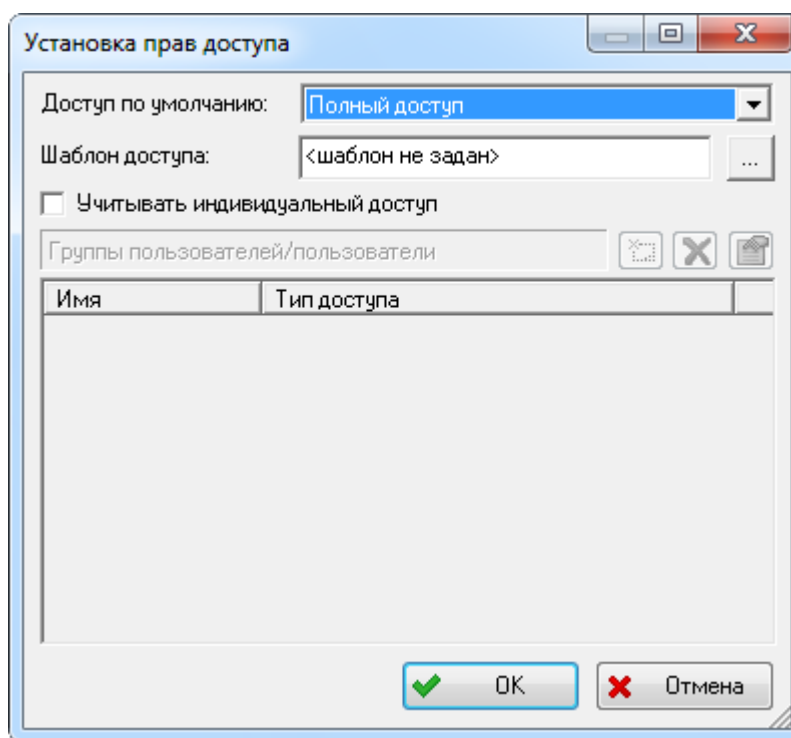 Установка прав доступа
Доступ по умолчанию: Полный доступ
Шаблон доступа: <шаблон не задан> ...
Учитывать индивидуальный доступ
Группы пользователей/пользователи
Имя Тип доступа
OK Отмена